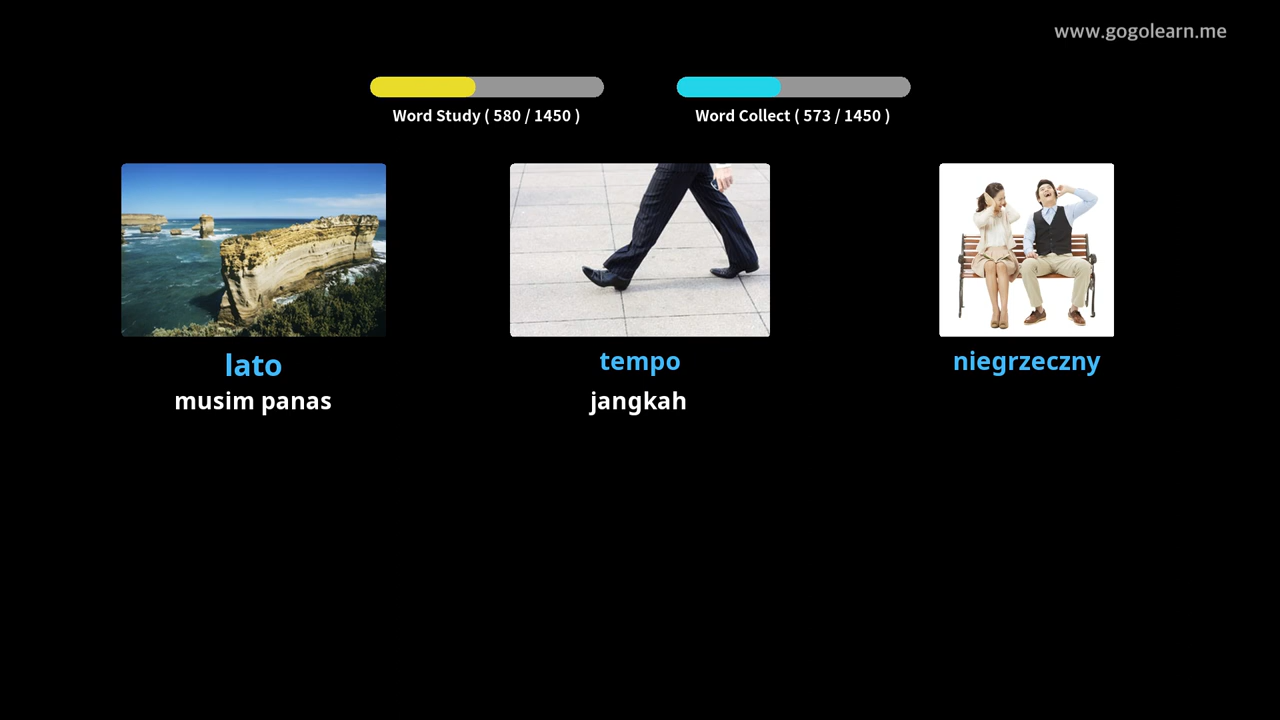 www.gogolearn.me
Word Study ( 580 / 1450 )
Word Collect ( 573 / 1450 )
lato
musim panas
tempo
jangkah
niegrzeczny